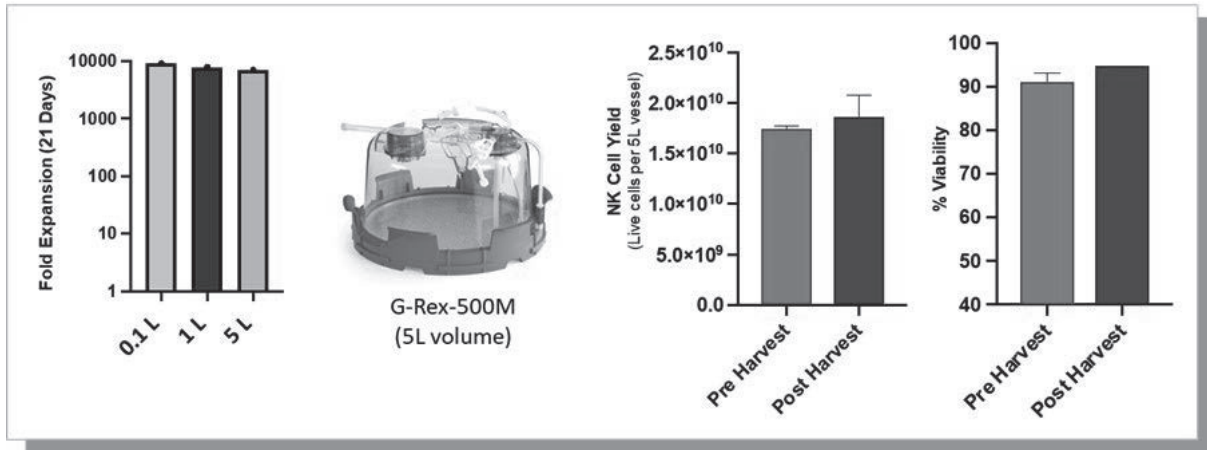 Fold Expansion (21 Days)
10000
1000
100
10
1
0.1 L
1 L
5 L
G-Rex-500M
(5L volume)
NK Cell Yield
(Live cells per 5L vessel)
2.5×10¹⁰
2.0×10¹⁰
1.5×10¹⁰
1.0×10¹⁰
5.0×10⁹
0.0
Pre Harvest
Post Harvest
% Viability
100
90
80
70
60
50
40
Pre Harvest
Post Harvest